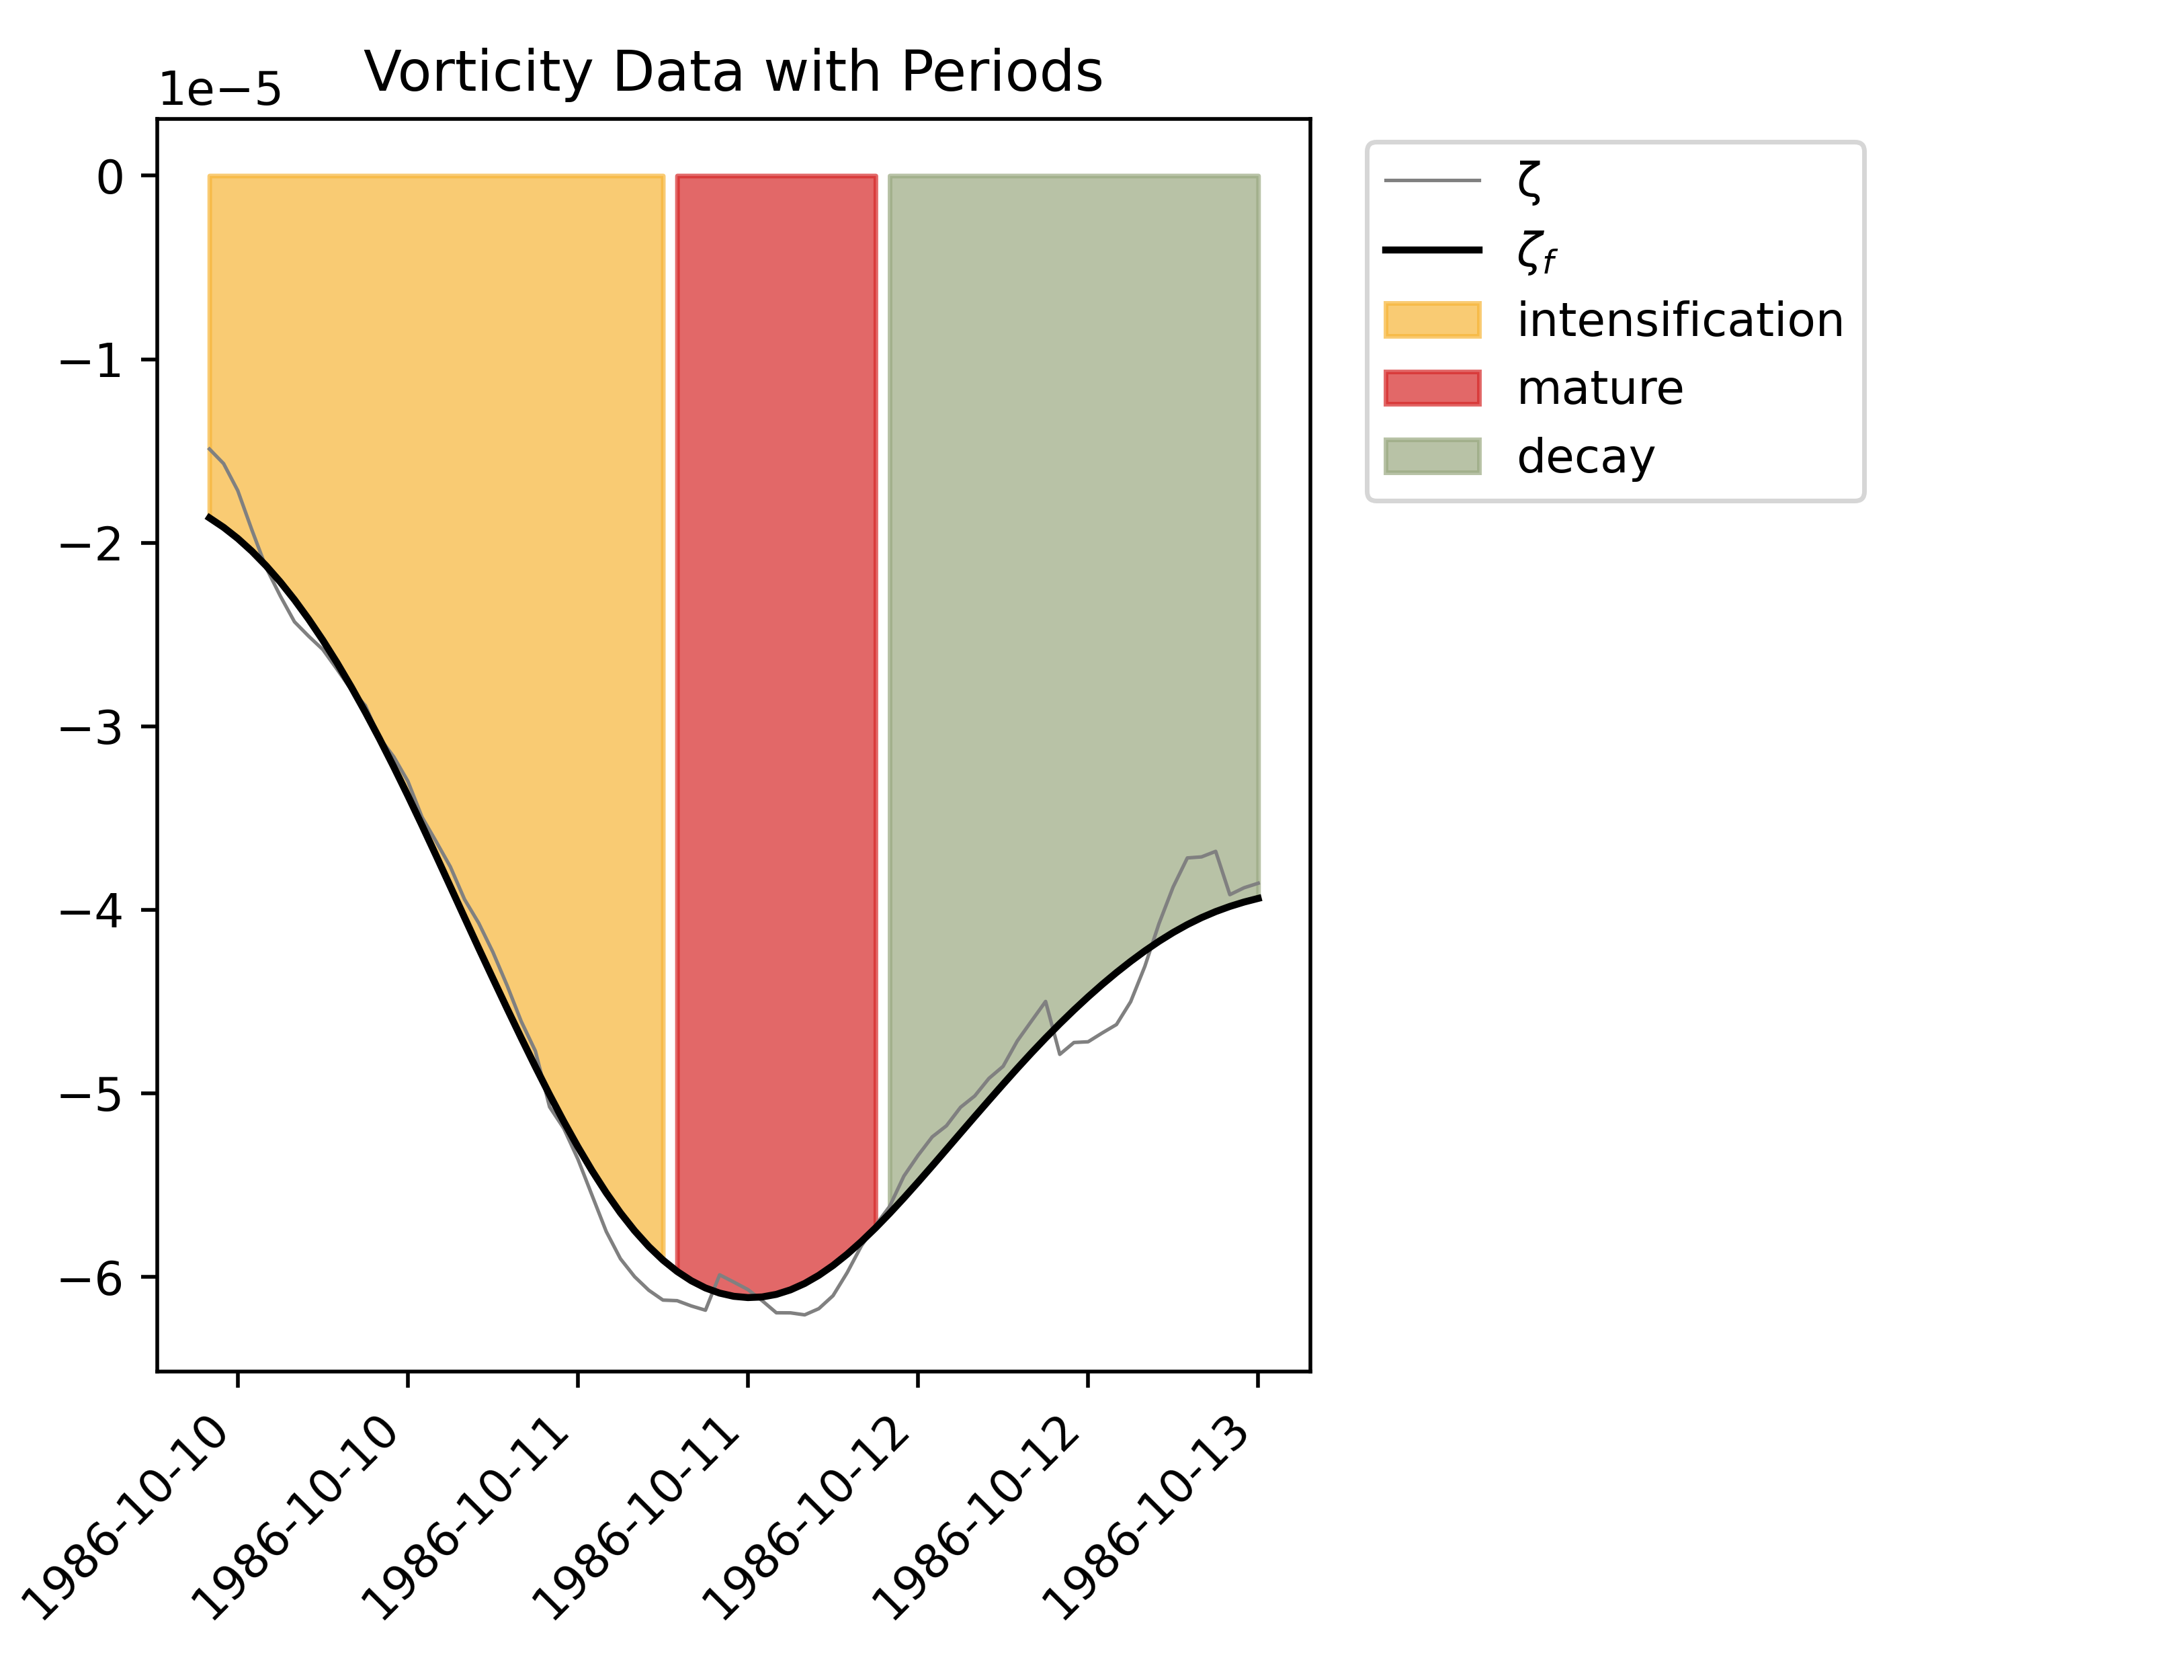 Vorticity Data with Periods
1e−5
0
−1
−2
−3
−4
−5
−6
1986-10-10
1986-10-10
1986-10-11
1986-10-11
1986-10-12
1986-10-12
1986-10-13
ζ
ζf
intensification
mature
decay